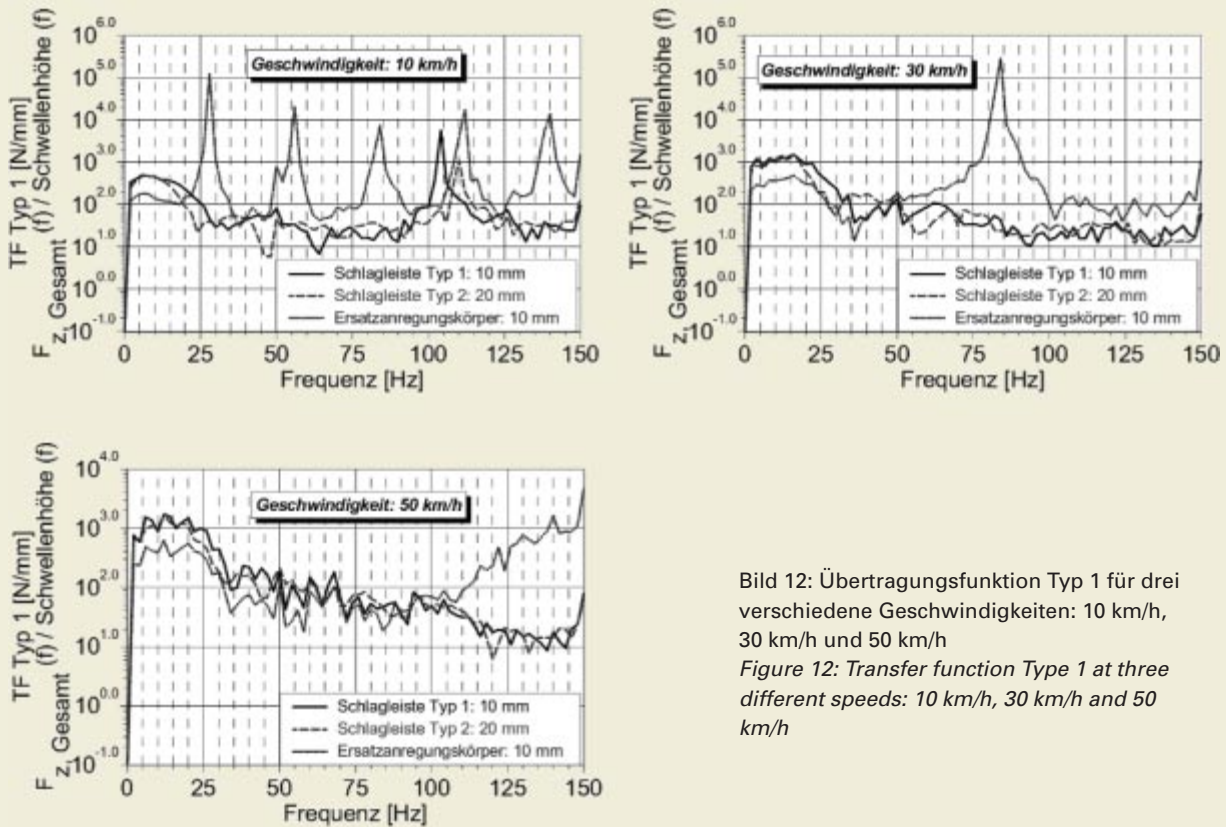 TF Typ 1 [N/mm]
F z, Gesamt (f) / Schwellenhöhe (f)
10^6.0
10^5.0
10^4.0
10^3.0
10^2.0
10^1.0
10^0.0
10^-1.0
Geschwindigkeit: 10 km/h
Schlagleiste Typ 1: 10 mm
Schlagleiste Typ 2: 20 mm
Ersatzanregungskörper: 10 mm
0 25 50 75 100 125 150
Frequenz [Hz]
TF Typ 1 [N/mm]
F z, Gesamt (f) / Schwellenhöhe (f)
10^6.0
10^5.0
10^4.0
10^3.0
10^2.0
10^1.0
10^0.0
10^-1.0
Geschwindigkeit: 30 km/h
Schlagleiste Typ 1: 10 mm
Schlagleiste Typ 2: 20 mm
Ersatzanregungskörper: 10 mm
0 25 50 75 100 125 150
Frequenz [Hz]
TF Typ 1 [N/mm]
F z, Gesamt (f) / Schwellenhöhe (f)
10^4.0
10^3.0
10^2.0
10^1.0
10^0.0
10^-1.0
Geschwindigkeit: 50 km/h
Schlagleiste Typ 1: 10 mm
Schlagleiste Typ 2: 20 mm
Ersatzanregungskörper: 10 mm
0 25 50 75 100 125 150
Frequenz [Hz]
Bild 12: Übertragungsfunktion Typ 1 für drei
verschiedene Geschwindigkeiten: 10 km/h,
30 km/h und 50 km/h
Figure 12: Transfer function Type 1 at three
different speeds: 10 km/h, 30 km/h and 50
km/h